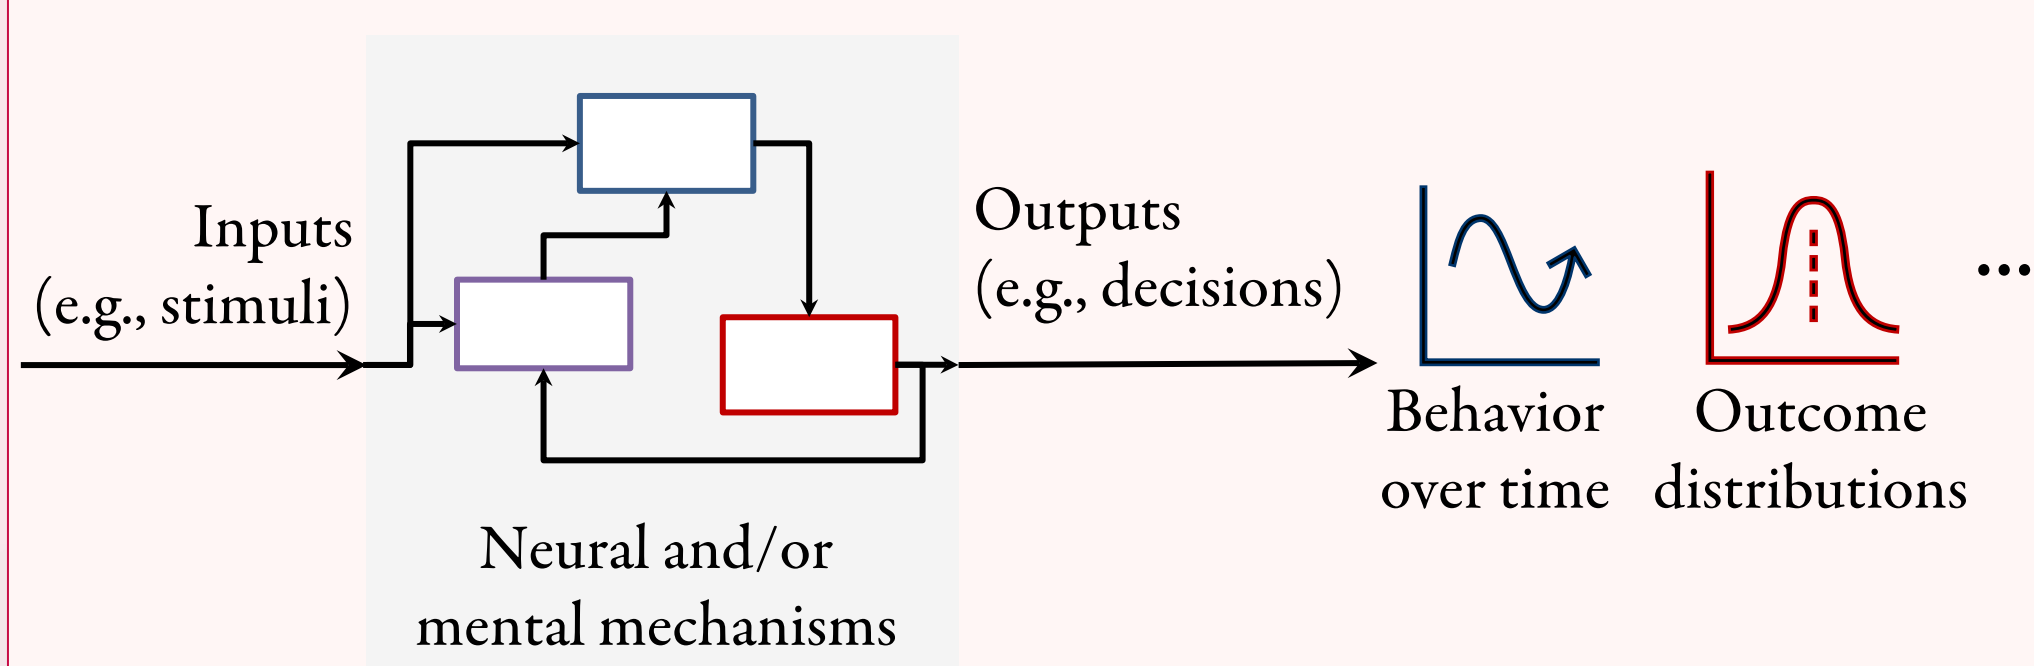 Inputs
(e.g., stimuli)
Neural and/or
mental mechanisms
Outputs
(e.g., decisions)
Behavior
over time
Outcome
distributions
...